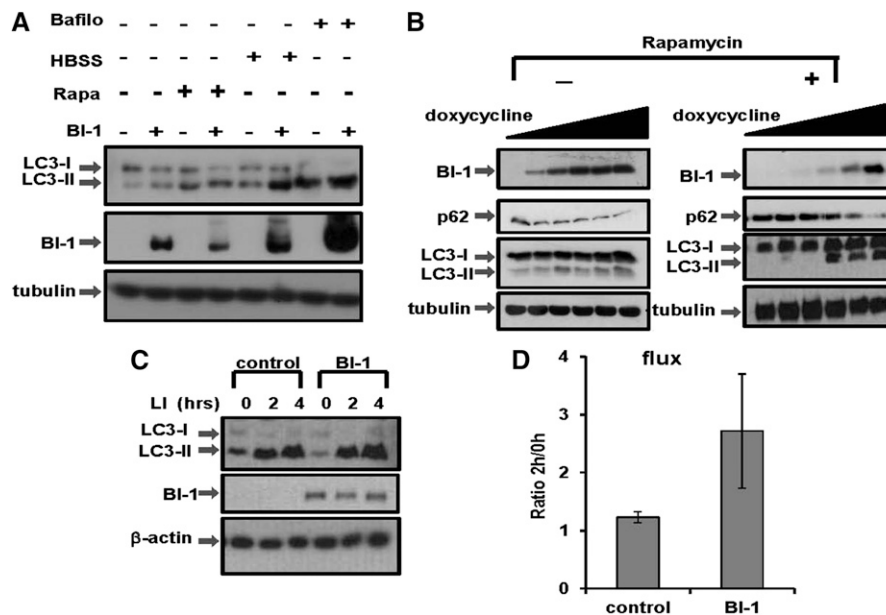 A
Bafilo - - - - - - + +
HBSS - - - - + + - -
Rapa - - + + - - - -
BI-1 - + - + - + - +
LC3-I
LC3-II
BI-1
tubulin
B
Rapamycin
– +
doxycycline doxycycline
BI-1 BI-1
p62 p62
LC3-I LC3-I
LC3-II LC3-II
tubulin tubulin
C
control BI-1
LI (hrs) 0 2 4 0 2 4
LC3-I
LC3-II
BI-1
β-actin
D
flux
Ratio 2h/0h
4
3
2
1
0
control BI-1